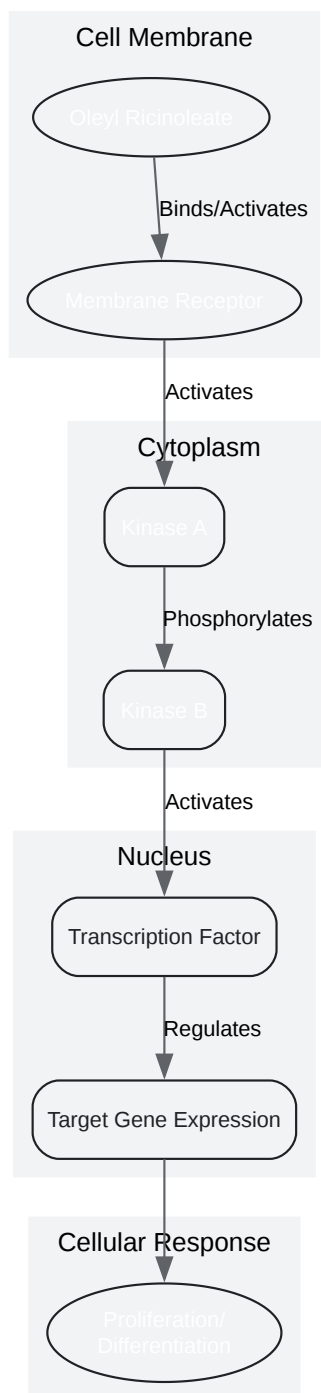 Cell Membrane
Oleyl Ricinoleate
Binds/Activates
Membrane Receptor
Activates
Cytoplasm
Kinase A
Phosphorylates
Kinase B
Activates
Nucleus
Transcription Factor
Regulates
Target Gene Expression
Cellular Response
Proliferation/
Differentiation